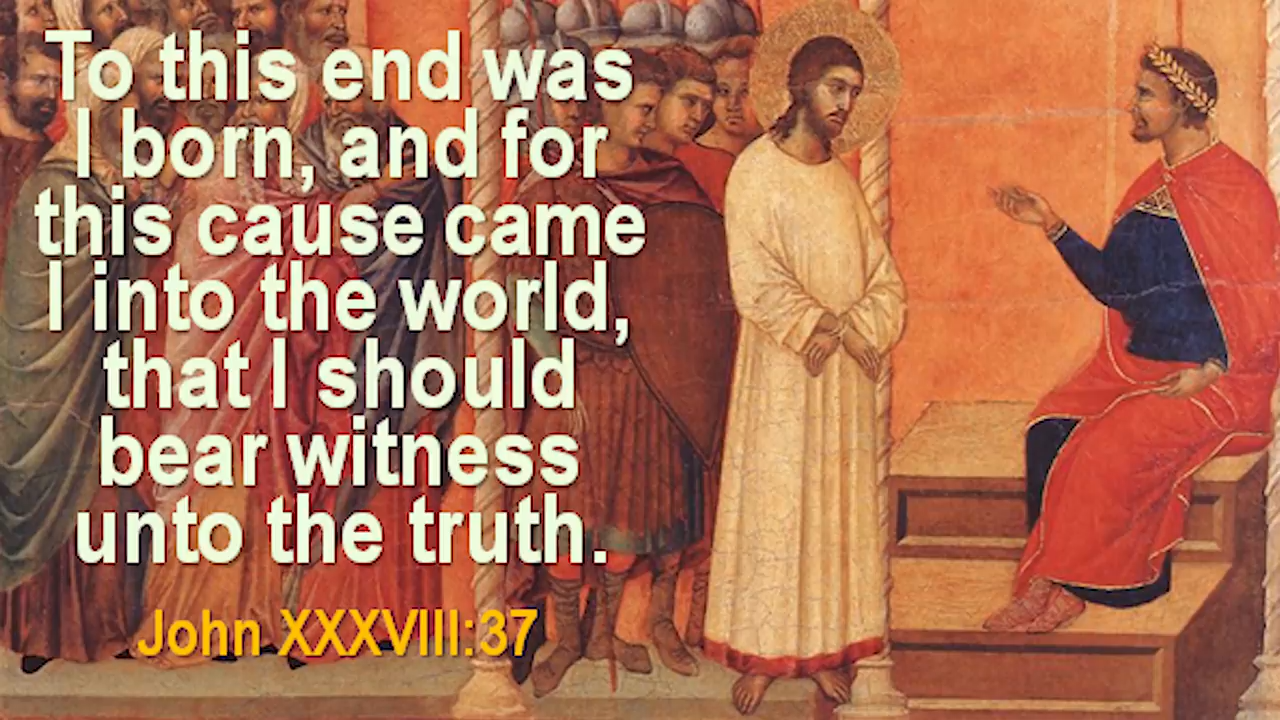 To this end was
I born, and for
this cause came
I into the world,
that I should
bear witness
unto the truth.
John XXXVIII:37